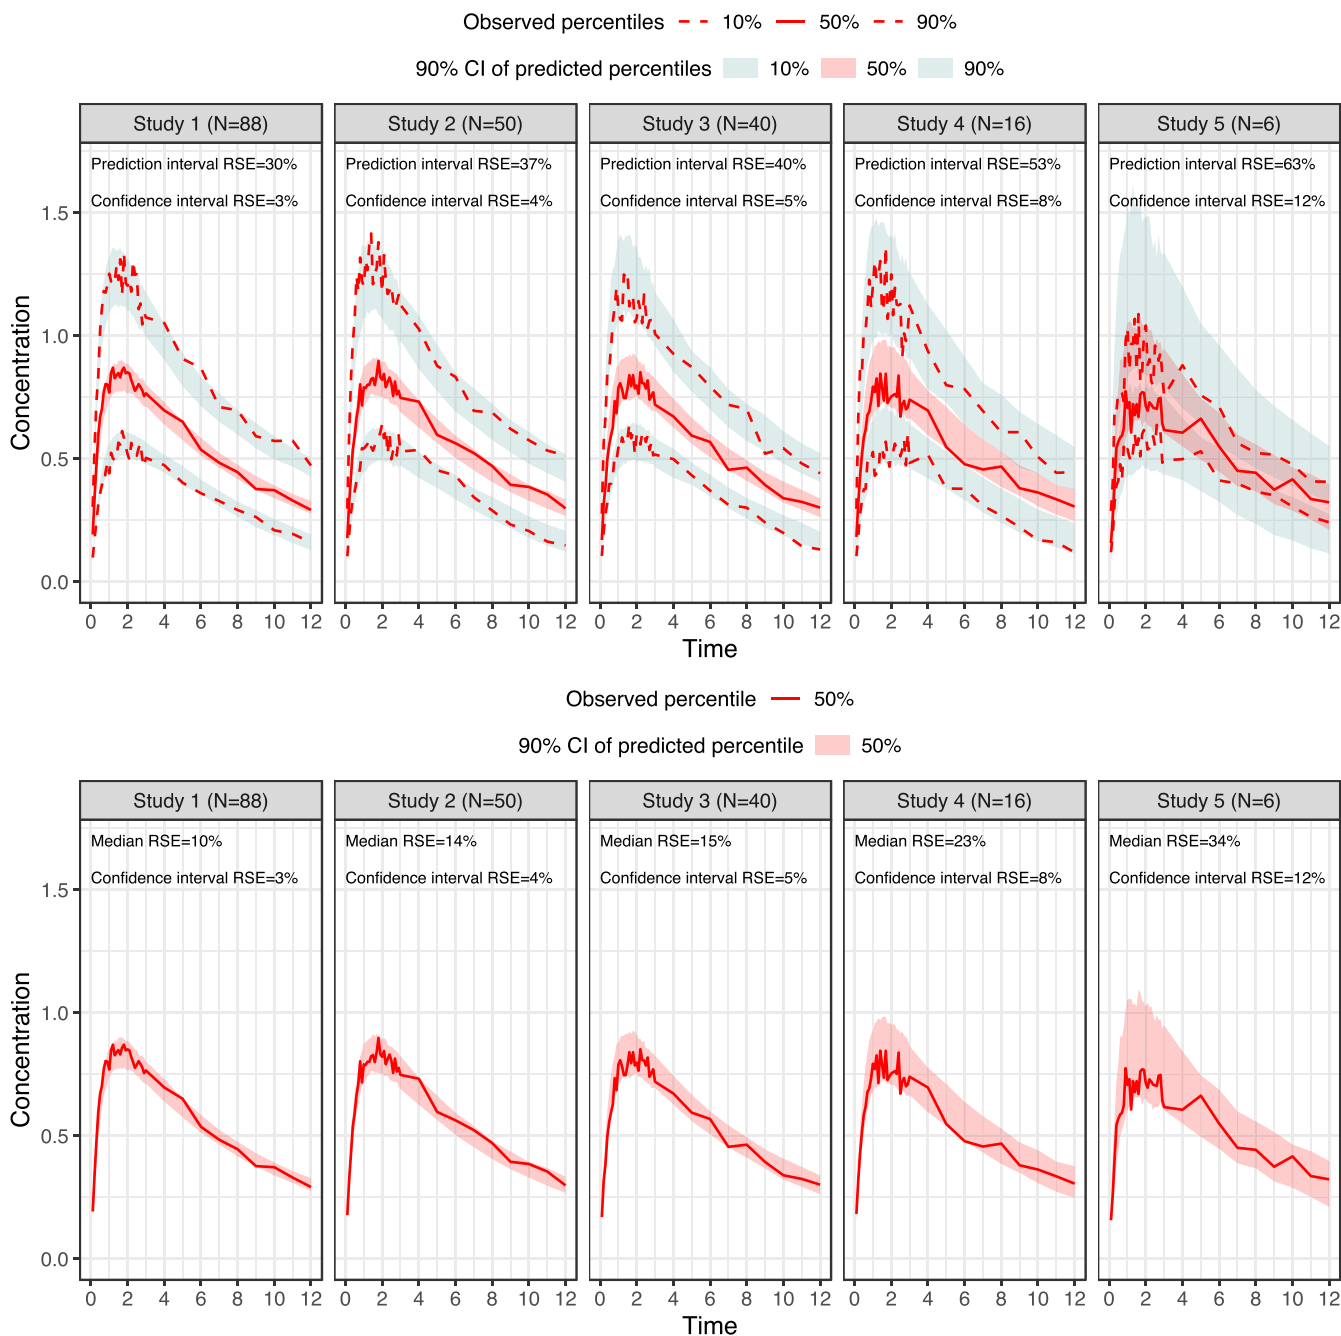 Observed percentiles 10% 50% 90%
90% CI of predicted percentiles 10% 50% 90%
Study 1 (N=88) Study 2 (N=50) Study 3 (N=40) Study 4 (N=16) Study 5 (N=6)
Prediction interval RSE=30% Prediction interval RSE=37% Prediction interval RSE=40% Prediction interval RSE=53% Prediction interval RSE=63%
Confidence interval RSE=3% Confidence interval RSE=4% Confidence interval RSE=5% Confidence interval RSE=8% Confidence interval RSE=12%
1.5
1.0
0.5
0.0
Concentration
0 2 4 6 8 10 12 0 2 4 6 8 10 12 0 2 4 6 8 10 12 0 2 4 6 8 10 12 0 2 4 6 8 10 12
Time
Observed percentile 50%
90% CI of predicted percentile 50%
Study 1 (N=88) Study 2 (N=50) Study 3 (N=40) Study 4 (N=16) Study 5 (N=6)
Median RSE=10% Median RSE=14% Median RSE=15% Median RSE=23% Median RSE=34%
Confidence interval RSE=3% Confidence interval RSE=4% Confidence interval RSE=5% Confidence interval RSE=8% Confidence interval RSE=12%
1.5
1.0
0.5
0.0
Concentration
0 2 4 6 8 10 12 0 2 4 6 8 10 12 0 2 4 6 8 10 12 0 2 4 6 8 10 12 0 2 4 6 8 10 12
Time